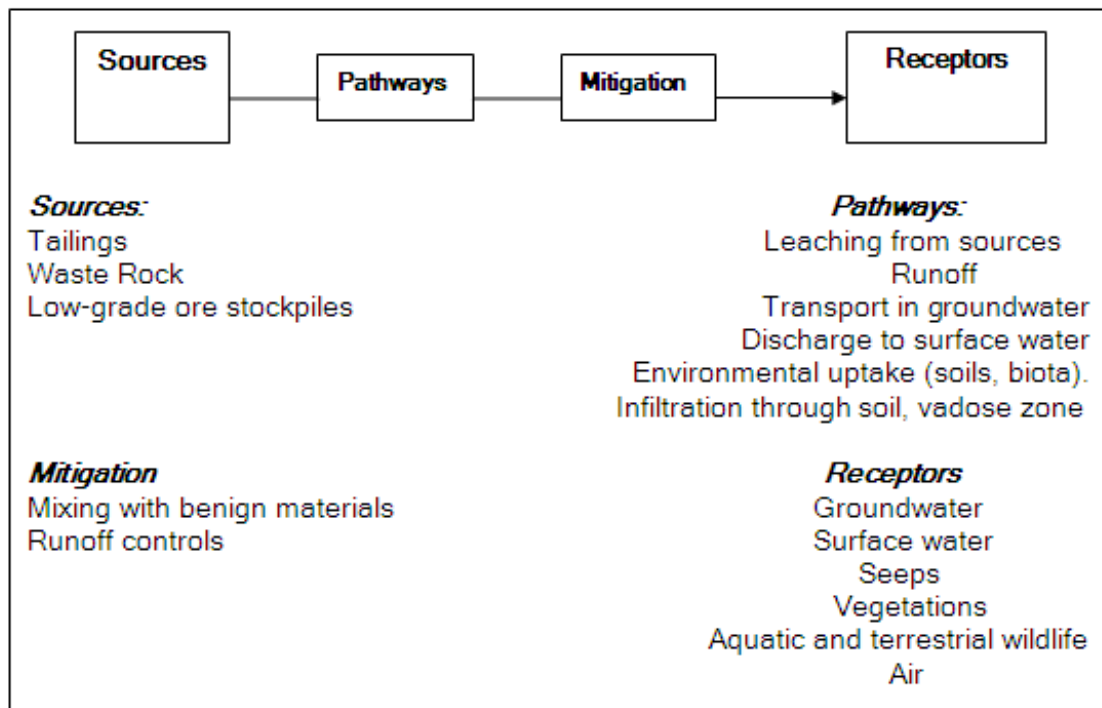 Sources
Pathways
Mitigation
Receptors
Sources:
Tailings
Waste Rock
Low-grade ore stockpiles
Pathways:
Leaching from sources
Runoff
Transport in groundwater
Discharge to surface water
Environmental uptake (soils, biota).
Infiltration through soil, vadose zone
Mitigation
Mixing with benign materials
Runoff controls
Receptors
Groundwater
Surface water
Seeps
Vegetations
Aquatic and terrestrial wildlife
Air